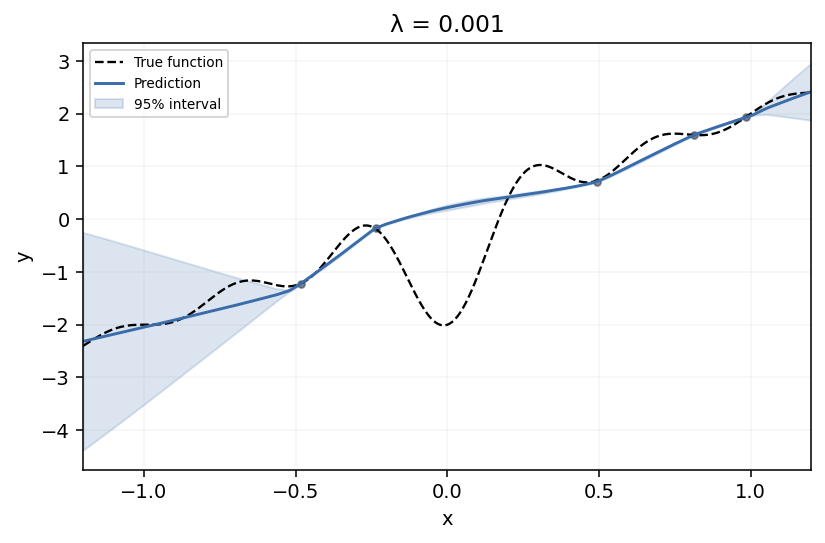 λ = 0.001
True function
Prediction
95% interval
3
2
1
0
−1
−2
−3
−4
y
−1.0 −0.5 0.0 0.5 1.0
x